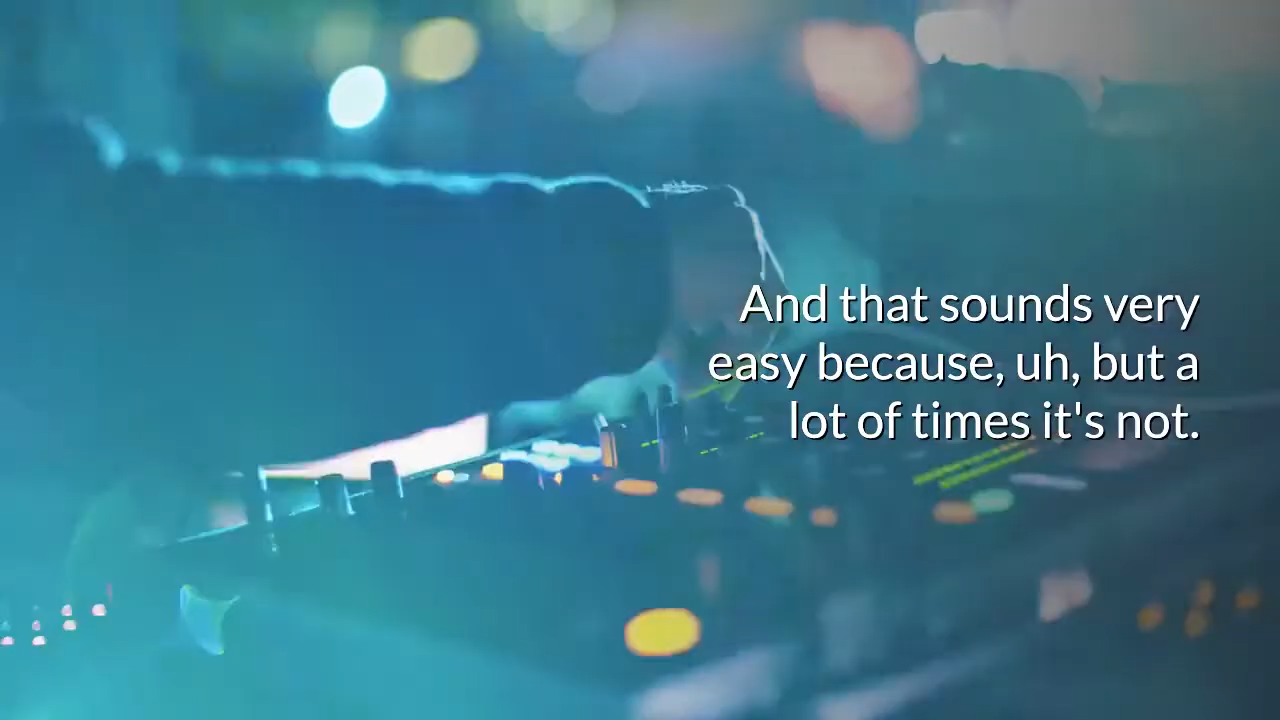 And that sounds very
easy because, uh, but a
lot of times it's not.